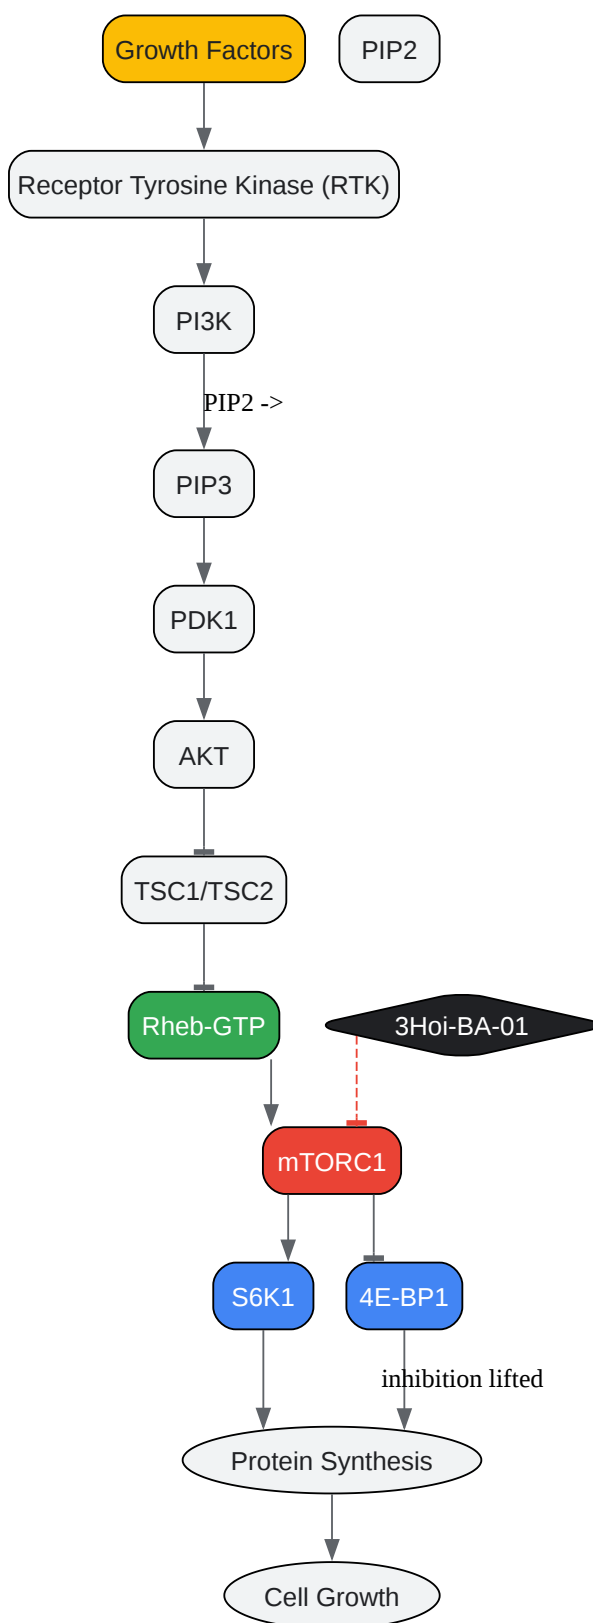 Growth Factors
PIP2
Receptor Tyrosine Kinase (RTK)
PI3K
PIP2 ->
PIP3
PDK1
AKT
TSC1/TSC2
Rheb-GTP
3Hoi-BA-01
mTORC1
S6K1
4E-BP1
inhibition lifted
Protein Synthesis
Cell Growth